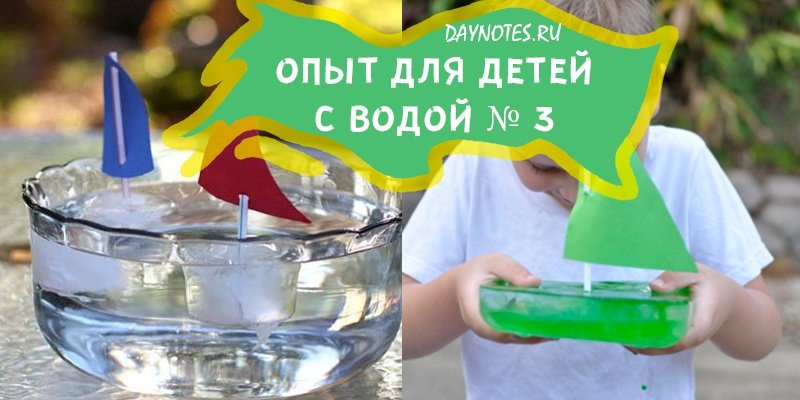 DAYNOTES.RU
ОПЫТ ДЛЯ ДЕТЕЙ
С ВОДОЙ № 3